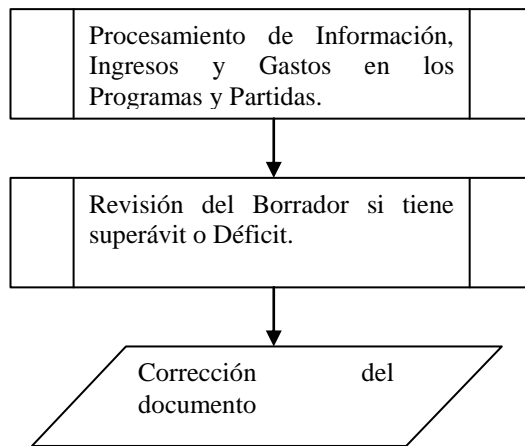 Procesamiento de Información,
Ingresos y Gastos en los
Programas y Partidas.
Revisión del Borrador si tiene
superávit o Déficit.
Corrección del
documento